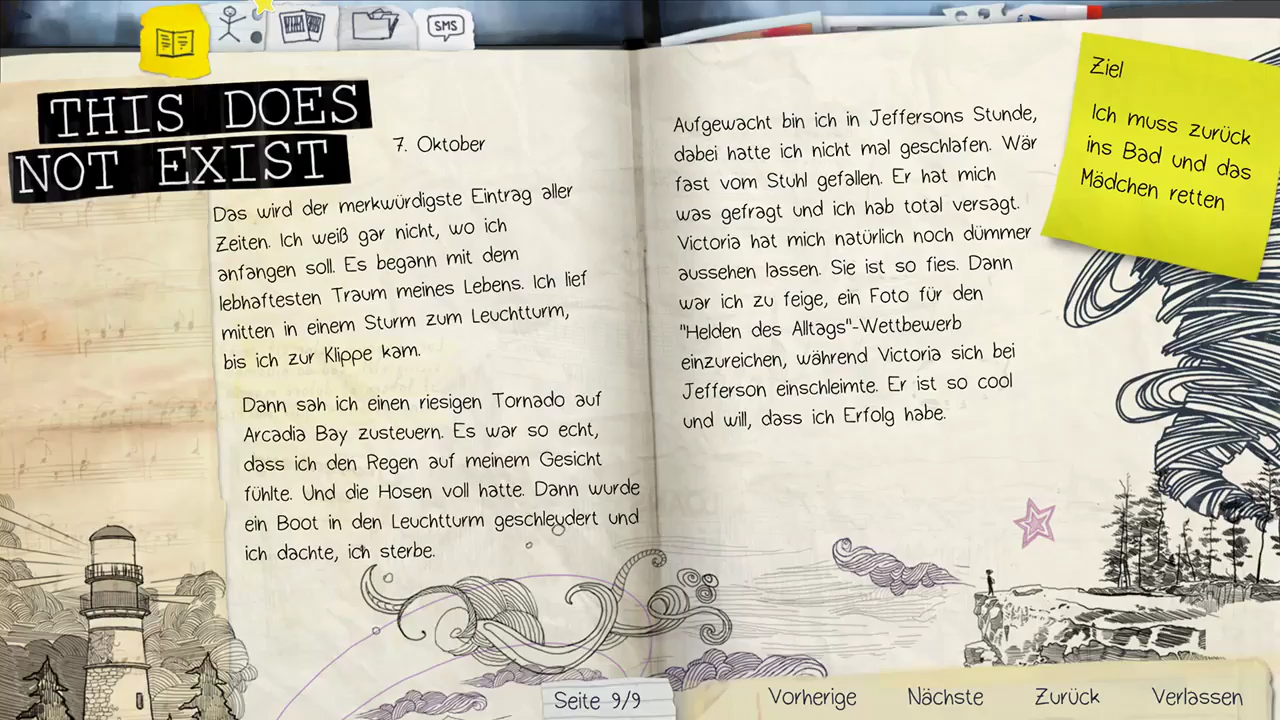 SMS
THIS DOES
NOT EXIST
7. Oktober
Das wird der merkwürdigste Eintrag aller
Zeiten. Ich weiß gar nicht, wo ich
anfangen soll. Es begann mit dem
lebhaftesten Traum meines Lebens. Ich lief
mitten in einem Sturm zum Leuchtturm,
bis ich zur Klippe kam.
Dann sah ich einen riesigen Tornado auf
Arcadia Bay zusteuern. Es war so echt,
dass ich den Regen auf meinem Gesicht
fühlte. Und die Hosen voll hatte. Dann wurde
ein Boot in den Leuchtturm geschleudert und
ich dachte, ich sterbe.
Aufgewacht bin ich in Jeffersons Stunde,
dabei hatte ich nicht mal geschlafen. Wär
fast vom Stuhl gefallen. Er hat mich
was gefragt und ich hab total versagt.
Victoria hat mich natürlich noch dümmer
aussehen lassen. Sie ist so fies. Dann
war ich zu feige, ein Foto für den
"Helden des Alltags"-Wettbewerb
einzureichen, während Victoria sich bei
Jefferson einschleimte. Er ist so cool
und will, dass ich Erfolg habe.
Ziel
Ich muss zurück
ins Bad und das
Mädchen retten
Seite 9/9
Vorherige
Nächste
Zurück
Verlassen